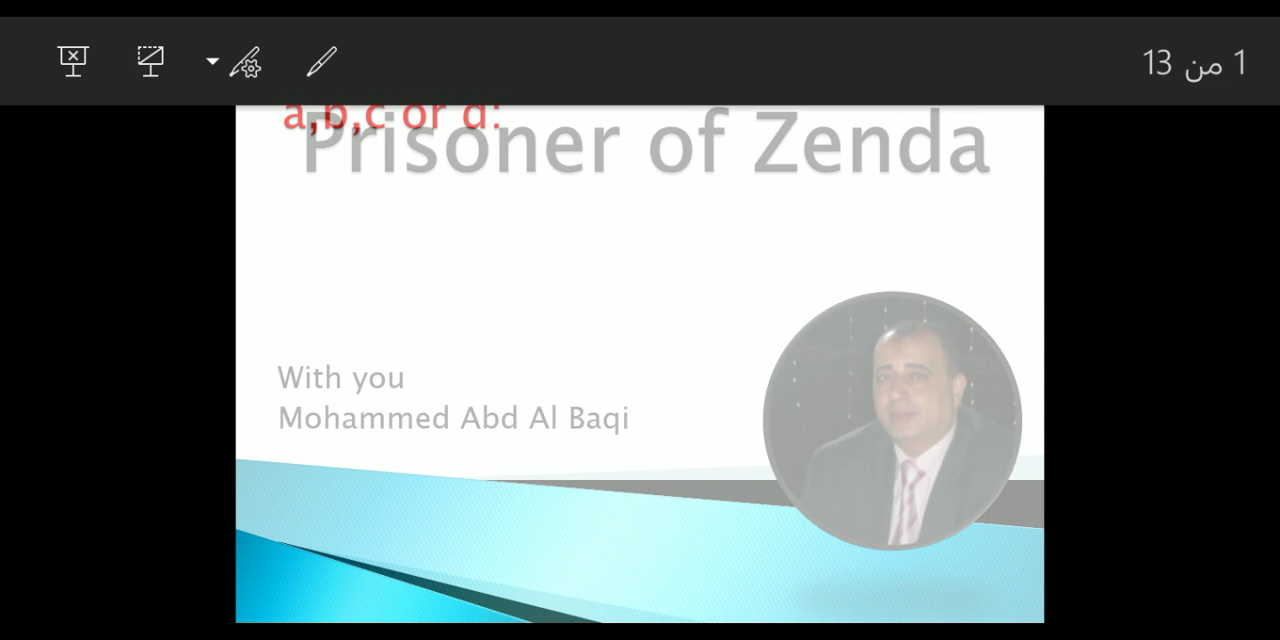 1 من 13
a,b,c or d:
Prisoner of Zenda
With you
Mohammed Abd Al Baqi